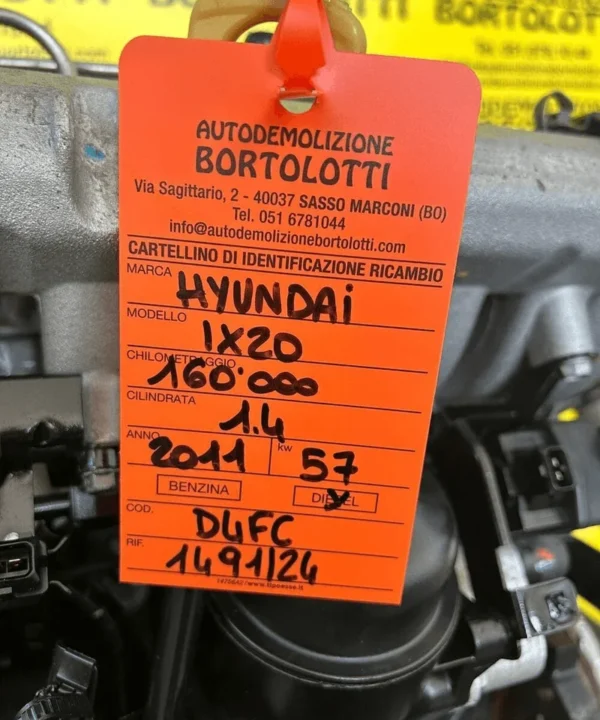 BORTOLOTTI
AUTODEMOLIZIONE
BORTOLOTTI
Via Sagittario, 2 - 40037 SASSO MARCONI (BO)
Tel. 051 6781044
info@autodemolizionebortolotti.com
CARTELLINO DI IDENTIFICAZIONE RICAMBIO
MARCA HYUNDAi
MODELLO IX20
CHILOMETRAGGIO 160'000
CILINDRATA 1.4
ANNO 2011 kw 57
BENZINA DIESEL X
COD. D4FC
RIF. 1491/24